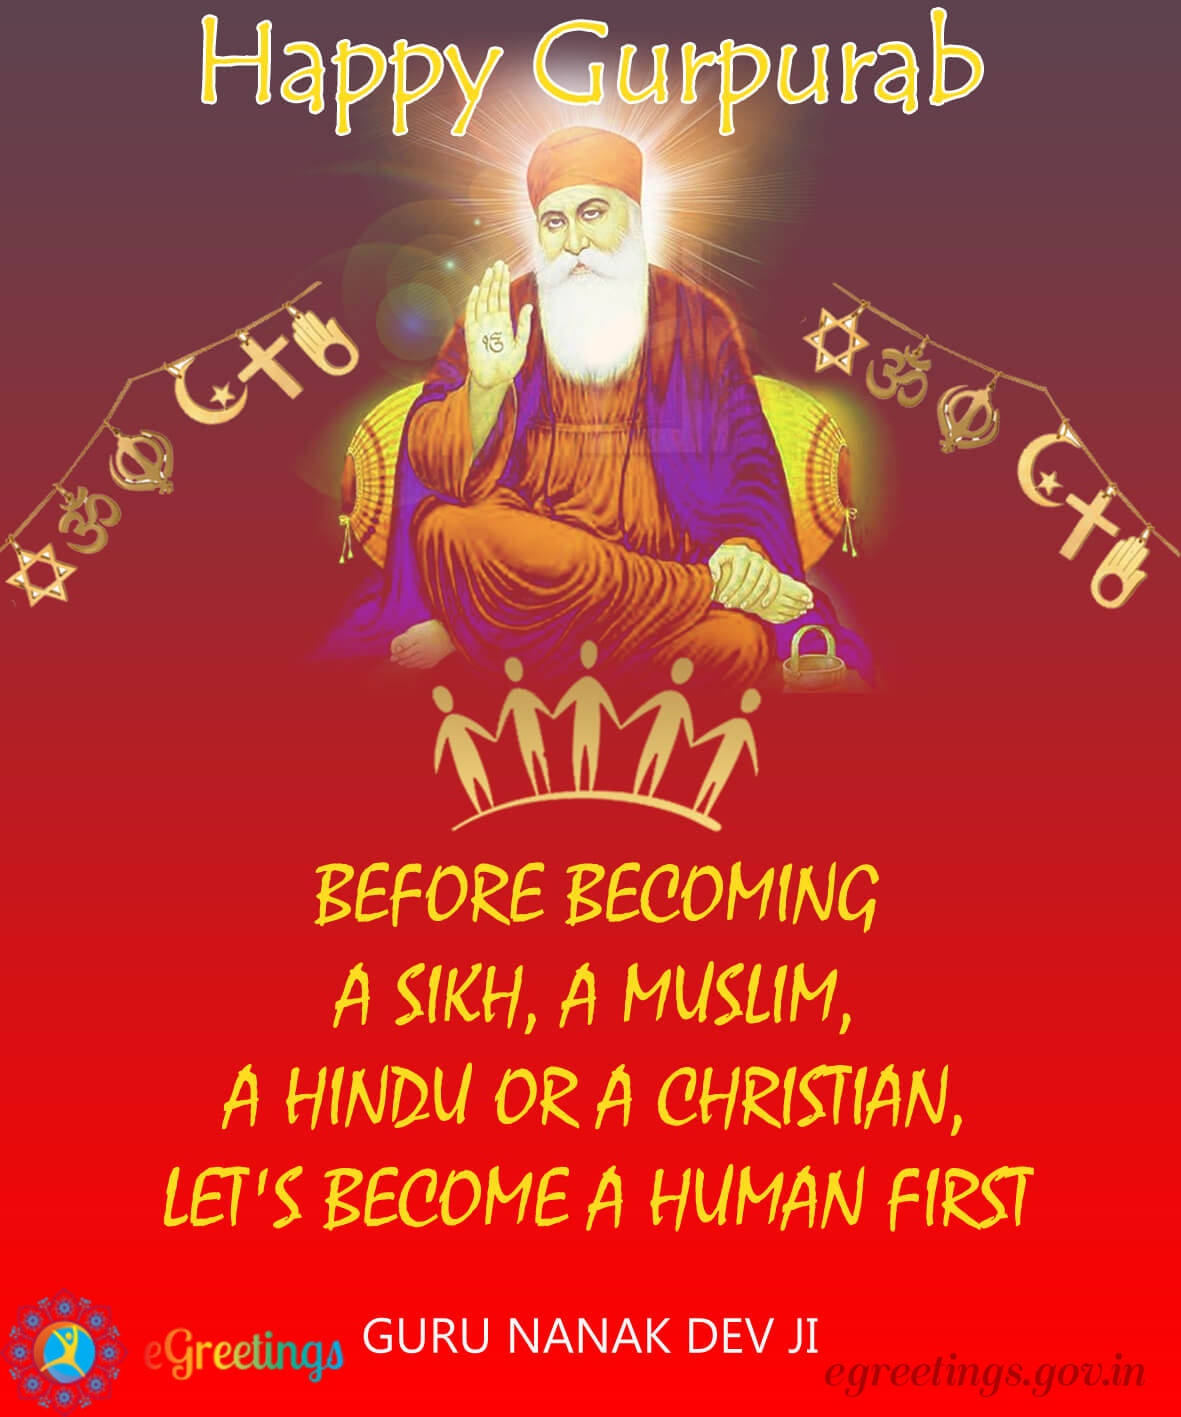 Happy Gurpurab
ੴ
BEFORE BECOMING
A SIKH, A MUSLIM,
A HINDU OR A CHRISTIAN,
LET'S BECOME A HUMAN FIRST
GURU NANAK DEV JI
eGreetings
egreetings.gov.in